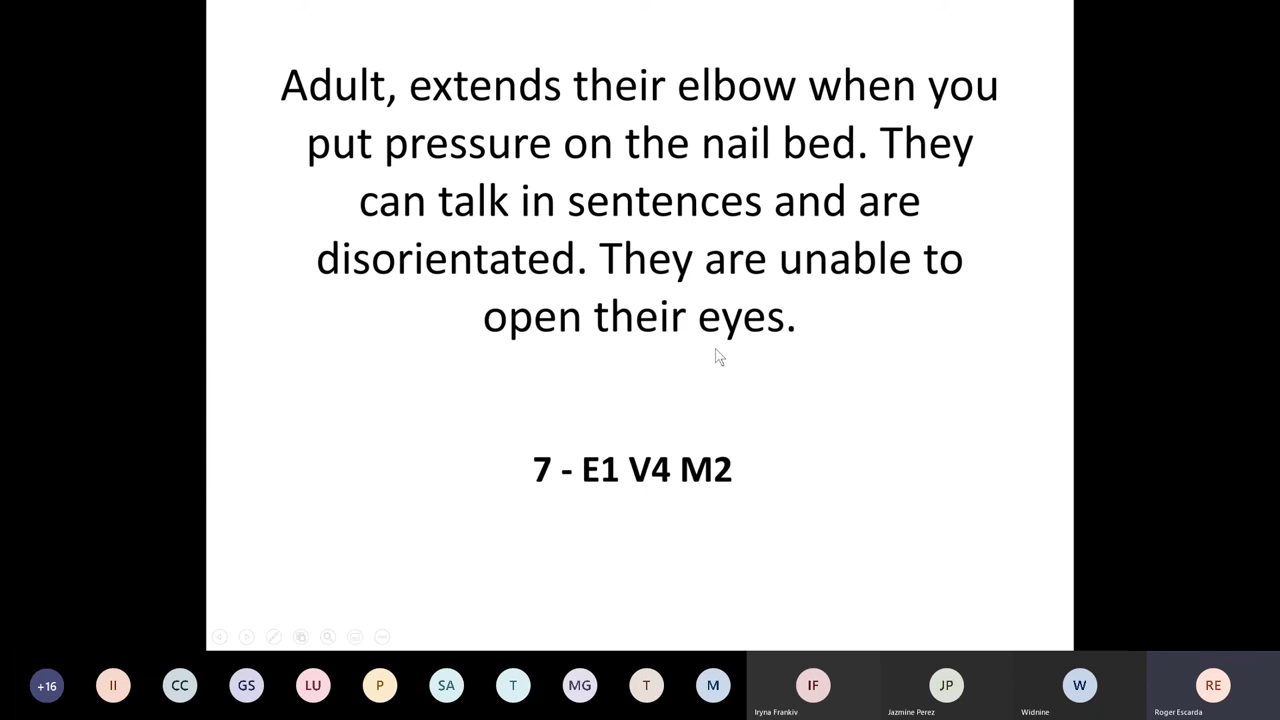 Adult, extends their elbow when you
put pressure on the nail bed. They
can talk in sentences and are
disorientated. They are unable to
open their eyes.
7 - E1 V4 M2
+16 II CC GS LU P SA T MG T M IF JP W RE
Iryna Frankiv Jazmine Perez Widnine Roger Escarda